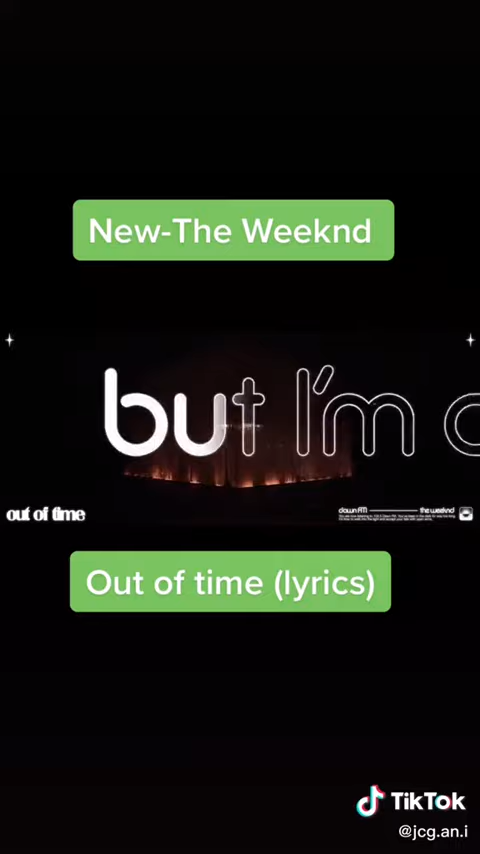 New-The Weeknd
but I'm
out of time
dawn FM
the weeknd
Out of time (lyrics)
TikTok
@jcg.an.i